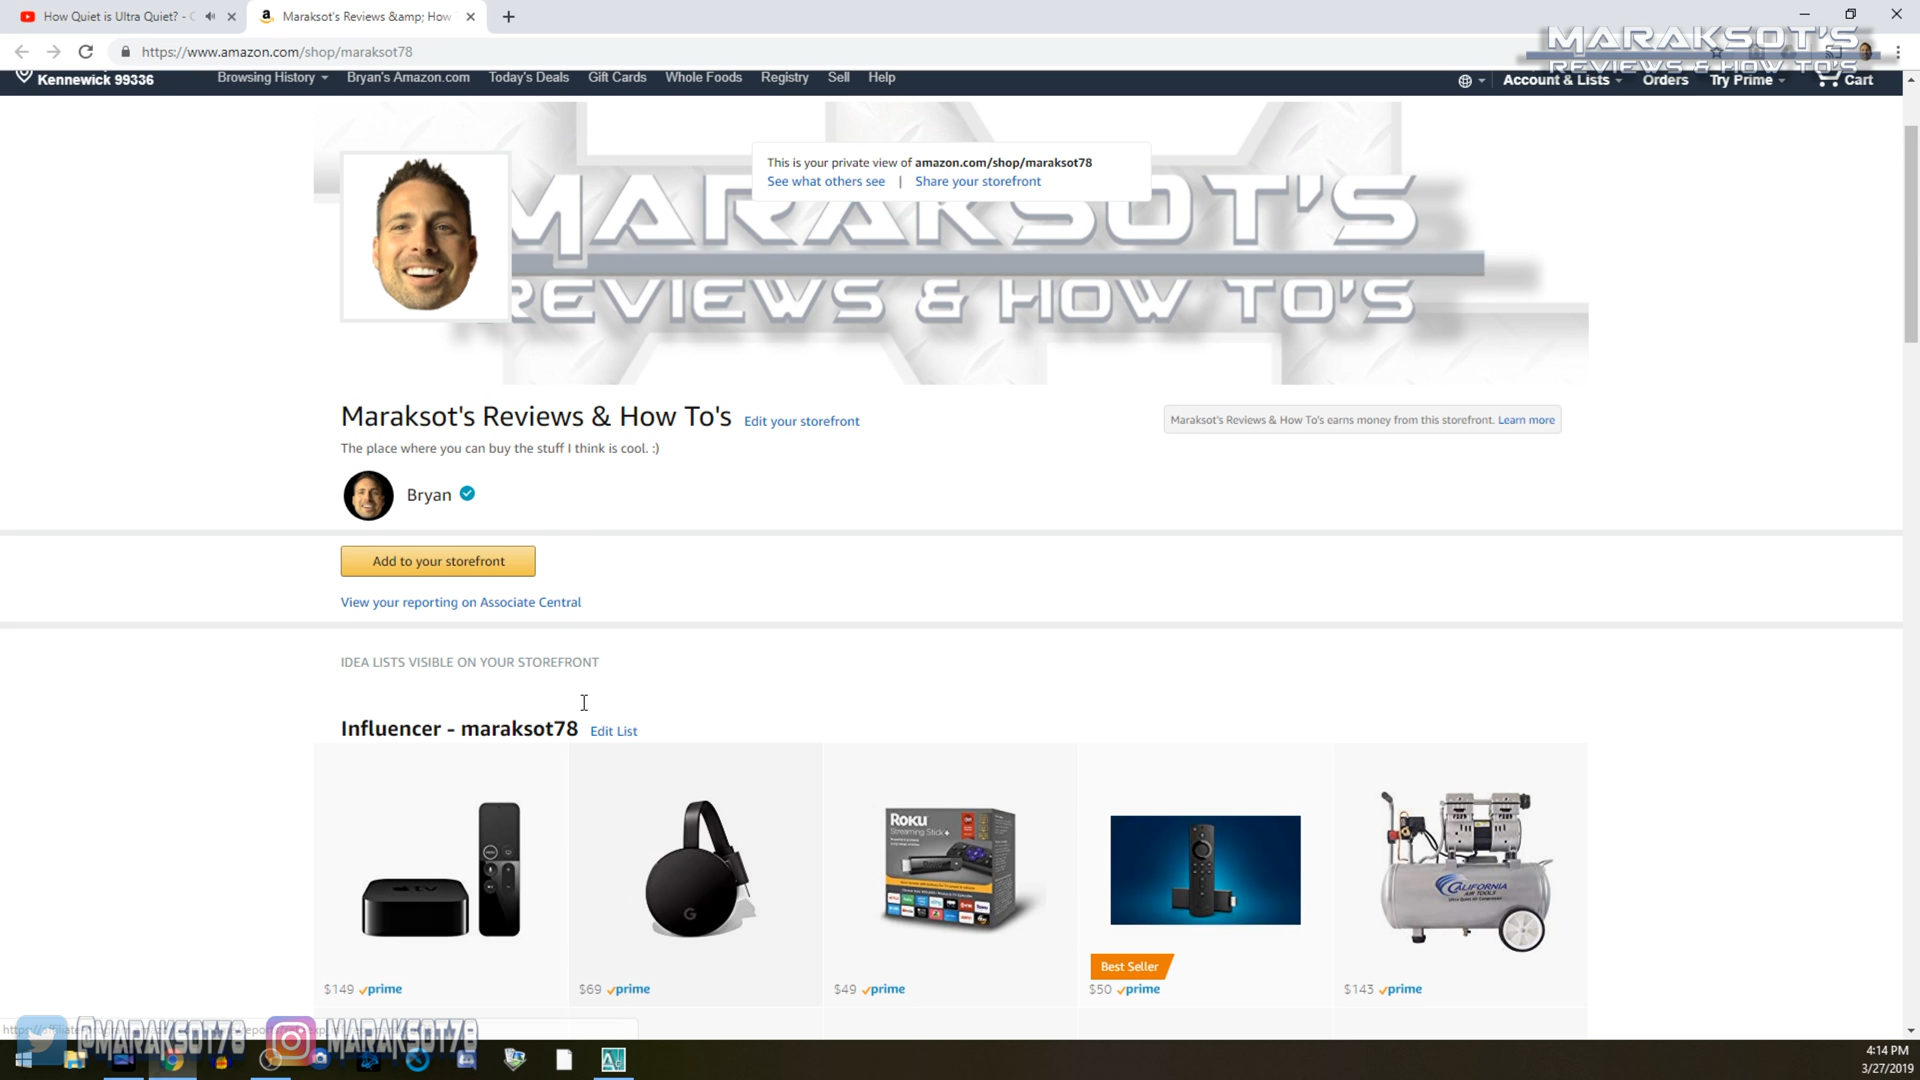 How Quiet is Ultra Quiet? -
Maraksot's Reviews &amp; How
https://www.amazon.com/shop/maraksot78
MARAKSOT'S
REVIEWS & HOW TO'S
Kennewick 99336
Browsing History
Bryan's Amazon.com
Today's Deals
Gift Cards
Whole Foods
Registry
Sell
Help
Account & Lists
Orders
Try Prime
Cart
This is your private view of amazon.com/shop/maraksot78
See what others see | Share your storefront
MARAKSOT'S
REVIEWS & HOW TO'S
Maraksot's Reviews & How To's Edit your storefront
Maraksot's Reviews & How To's earns money from this storefront. Learn more
The place where you can buy the stuff I think is cool. :)
Bryan
Add to your storefront
View your reporting on Associate Central
IDEA LISTS VISIBLE ON YOUR STOREFRONT
Influencer - maraksot78 Edit List
tv
G
ROKU
Streaming Stick+
CALIFORNIA
AIR TOOLS
Best Seller
$149 prime
$69 prime
$49 prime
$50 prime
$143 prime
@MARAKSOT78
MARAKSOT78
4:14 PM
3/27/2019